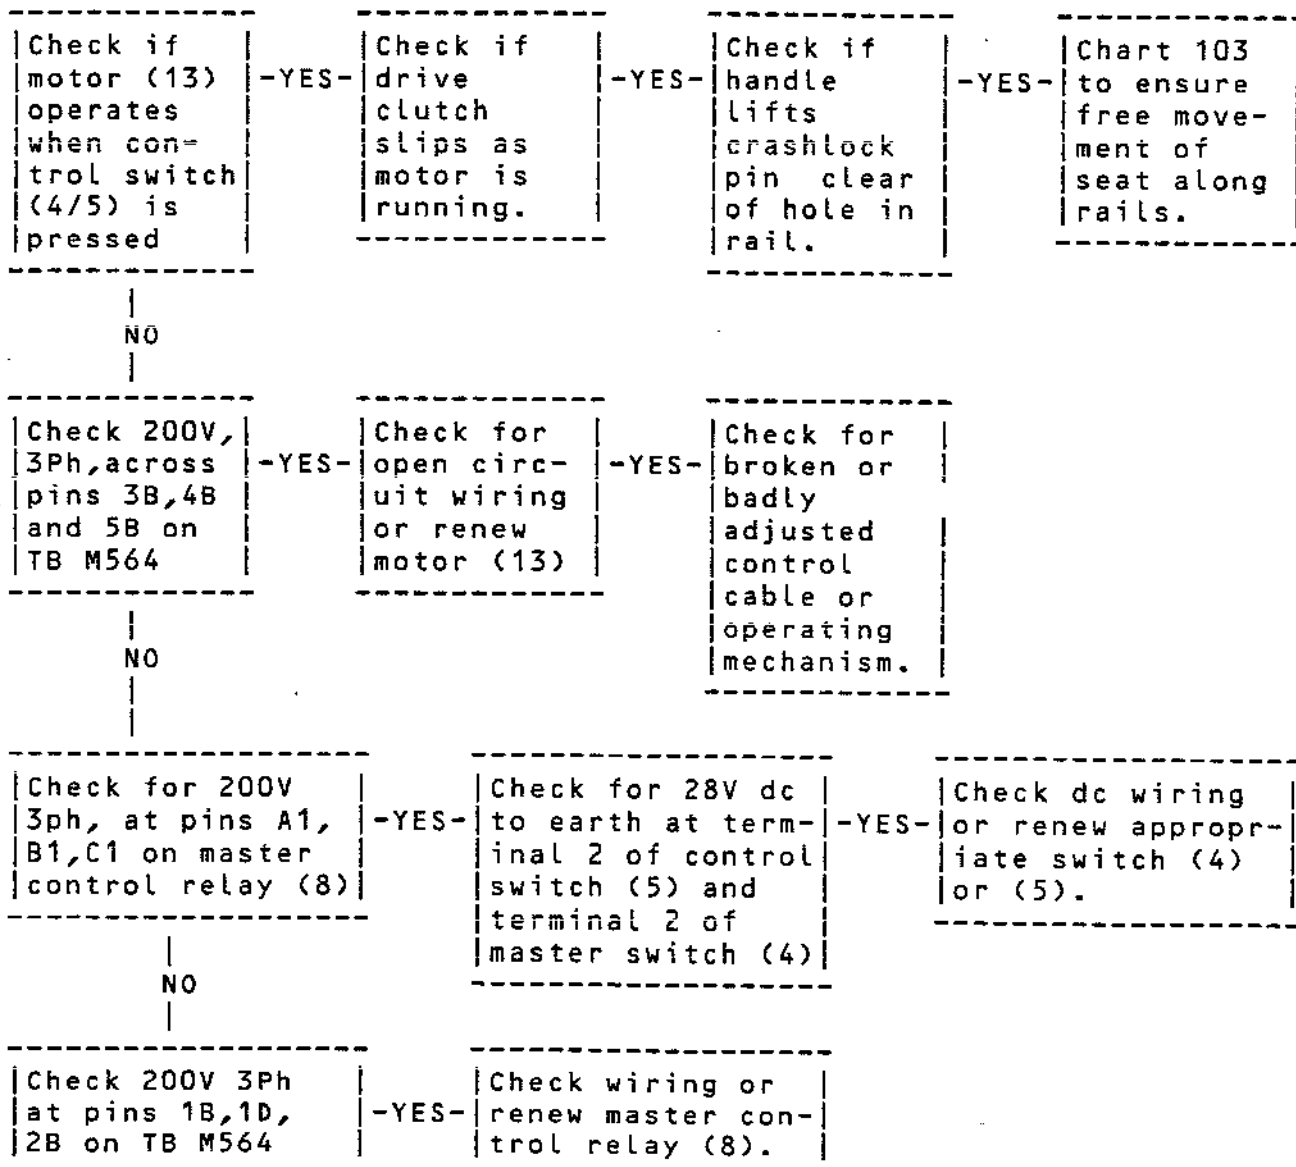 Check if
motor (13)
operates
when con-
trol switch
(4/5) is
pressed
-YES-
Check if
drive
clutch
slips as
motor is
running.
-YES-
Check if
handle
lifts
crashlock
pin clear
of hole in
rail.
-YES-
Chart 103
to ensure
free move-
ment of
seat along
rails.
NO
Check 200V,
3Ph,across
pins 3B,4B
and 5B on
TB M564
-YES-
Check for
open circ-
uit wiring
or renew
motor (13)
-YES-
Check for
broken or
badly
adjusted
control
cable or
operating
mechanism.
NO
Check for 200V
3ph, at pins A1,
B1,C1 on master
control relay (8)
-YES-
Check for 28V dc
to earth at term-
inal 2 of control
switch (5) and
terminal 2 of
master switch (4)
-YES-
Check dc wiring
or renew appropr-
iate switch (4)
or (5).
NO
Check 200V 3Ph
at pins 1B,1D,
2B on TB M564
-YES-
Check wiring or
renew master con-
trol relay (8).